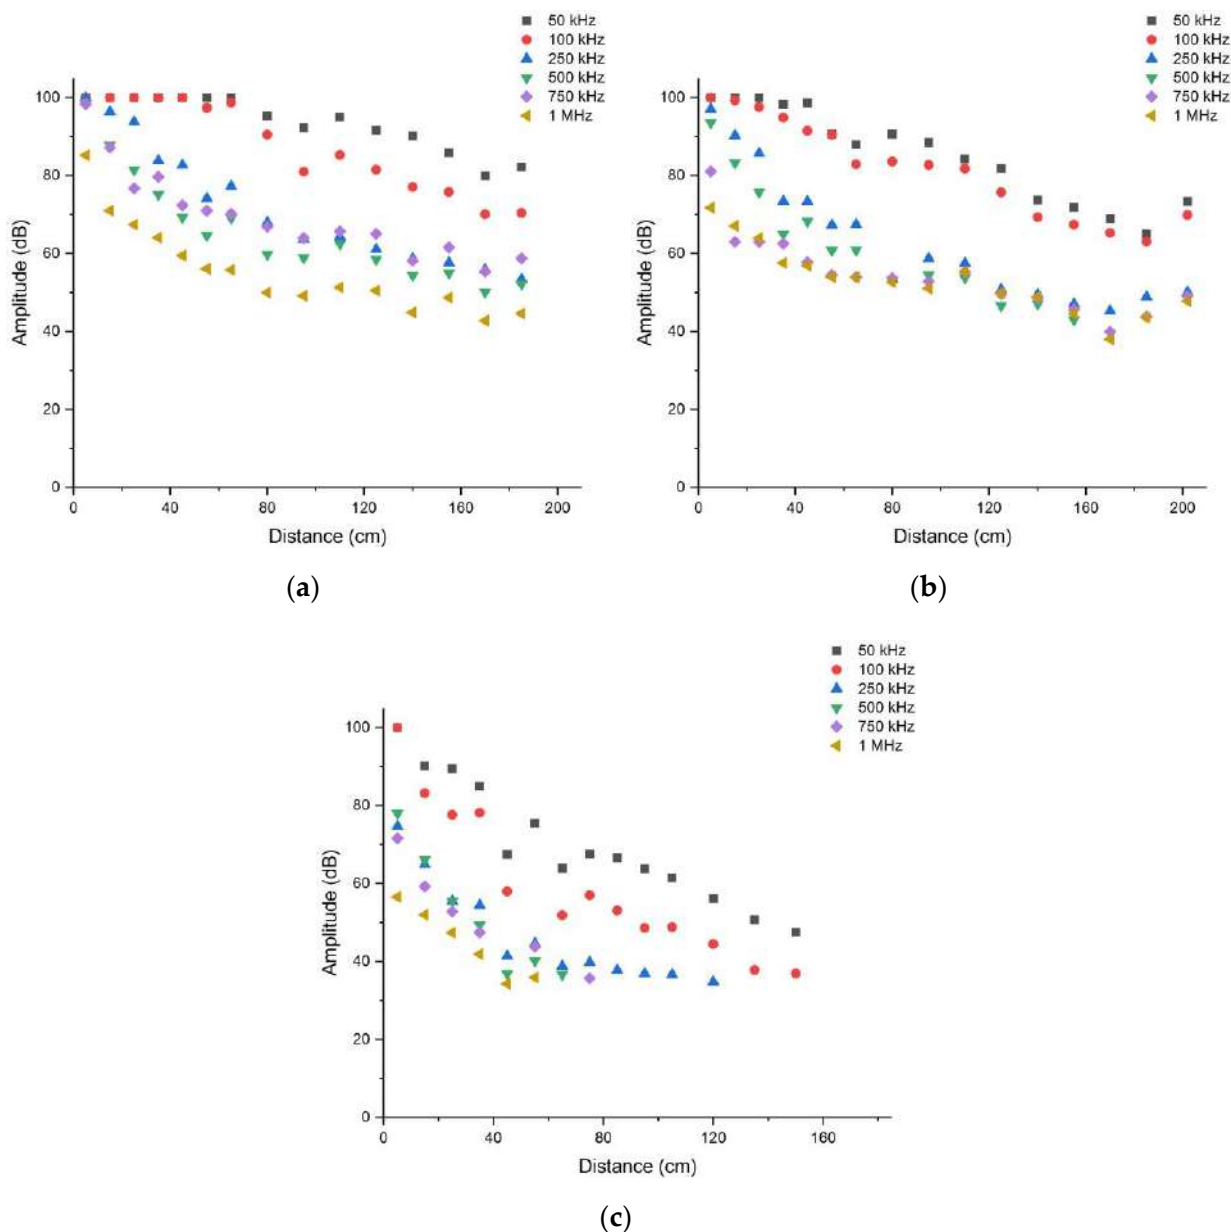 50 kHz
100 kHz
250 kHz
500 kHz
750 kHz
1 MHz
100
80
60
40
20
0
Amplitude (dB)
0 40 80 120 160 200
Distance (cm)
(a)
50 kHz
100 kHz
250 kHz
500 kHz
750 kHz
1 MHz
100
80
60
40
20
0
Amplitude (dB)
0 40 80 120 160 200
Distance (cm)
(b)
50 kHz
100 kHz
250 kHz
500 kHz
750 kHz
1 MHz
100
80
60
40
20
0
Amplitude (dB)
0 40 80 120 160
Distance (cm)
(c)